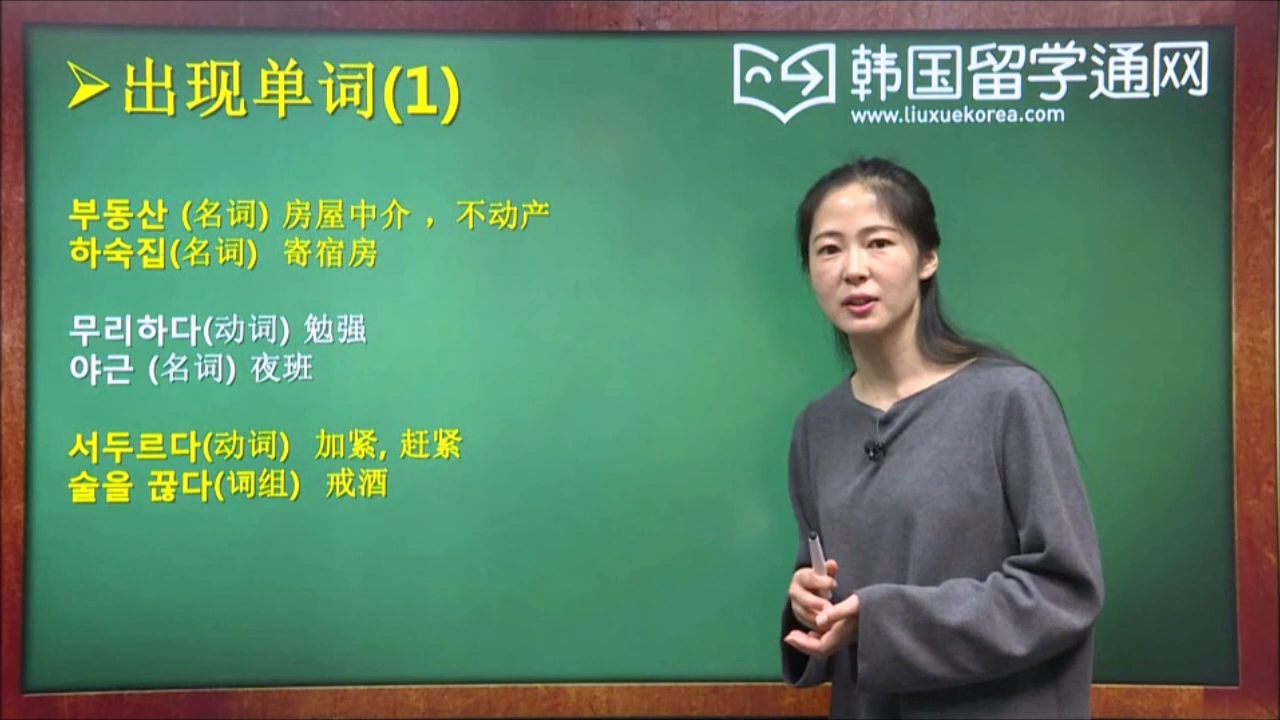 ➢出现单词(1)
韩国留学通网
www.liuxuekorea.com
부동산 (名词) 房屋中介 ，不动产
하숙집(名词) 寄宿房
무리하다(动词) 勉强
야근 (名词) 夜班
서두르다(动词) 加紧, 赶紧
술을 끊다(词组) 戒酒